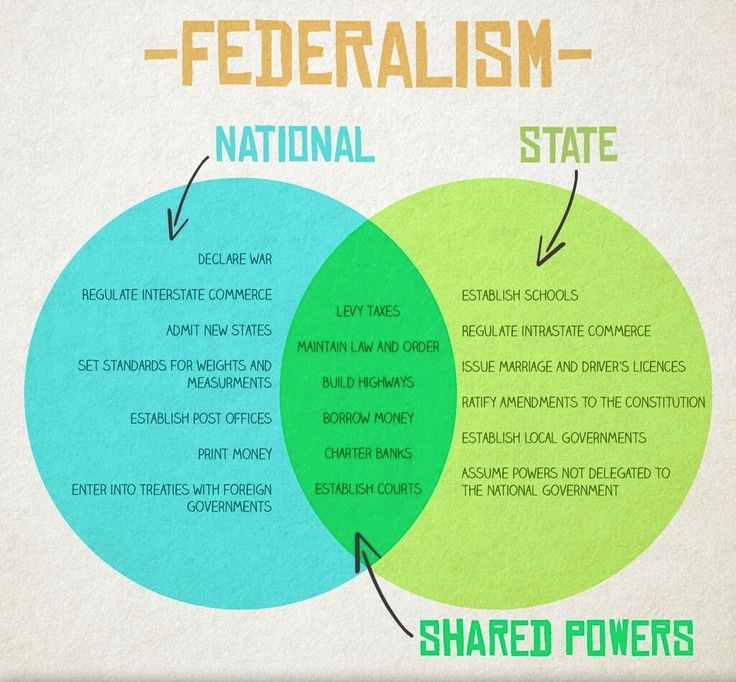 -FEDERALISM-
NATIONAL
STATE
DECLARE WAR
REGULATE INTERSTATE COMMERCE
ADMIT NEW STATES
SET STANDARDS FOR WEIGHTS AND
MEASURMENTS
ESTABLISH POST OFFICES
PRINT MONEY
ENTER INTO TREATIES WITH FOREIGN
GOVERNMENTS
LEVY TAXES
MAINTAIN LAW AND ORDER
BUILD HIGHWAYS
BORROW MONEY
CHARTER BANKS
ESTABLISH COURTS
ESTABLISH SCHOOLS
REGULATE INTRASTATE COMMERCE
ISSUE MARRIAGE AND DRIVER'S LICENCES
RATIFY AMENDMENTS TO THE CONSTITUTION
ESTABLISH LOCAL GOVERNMENTS
ASSUME POWERS NOT DELEGATED TO
THE NATIONAL GOVERNMENT
SHARED POWERS